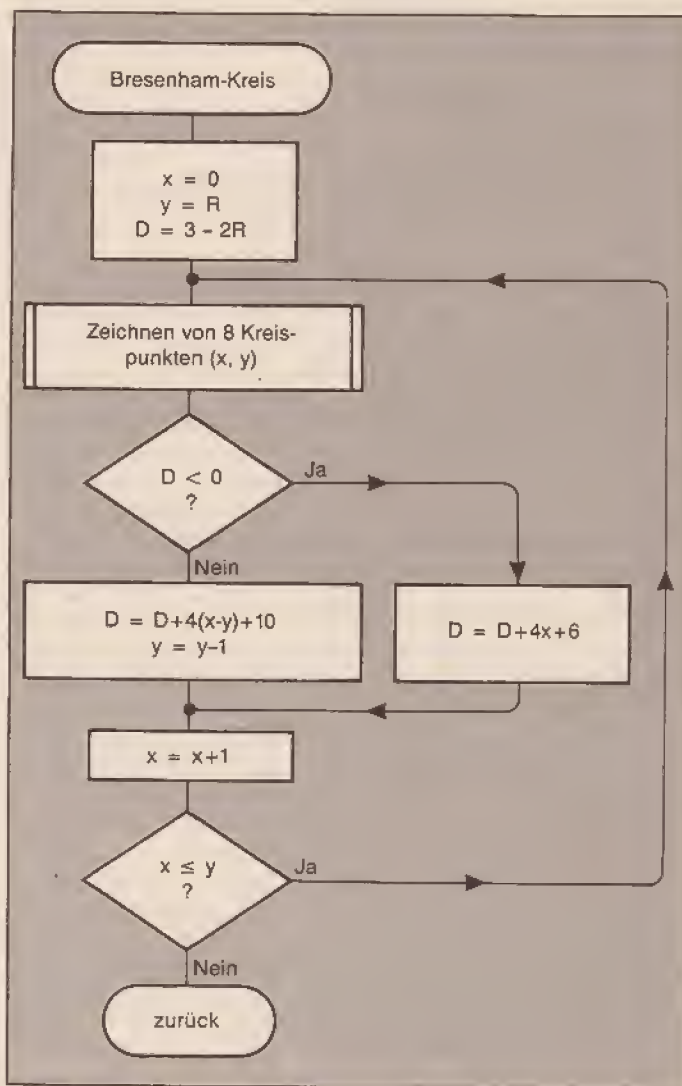 Bresenham-Kreis
x = 0
y = R
D = 3 - 2R
Zeichnen von 8 Kreis-
punkten (x, y)
D < 0
?
Ja
Nein
D = D+4(x-y)+10
y = y-1
D = D+4x+6
x = x+1
x ≤ y
?
Ja
Nein
zurück